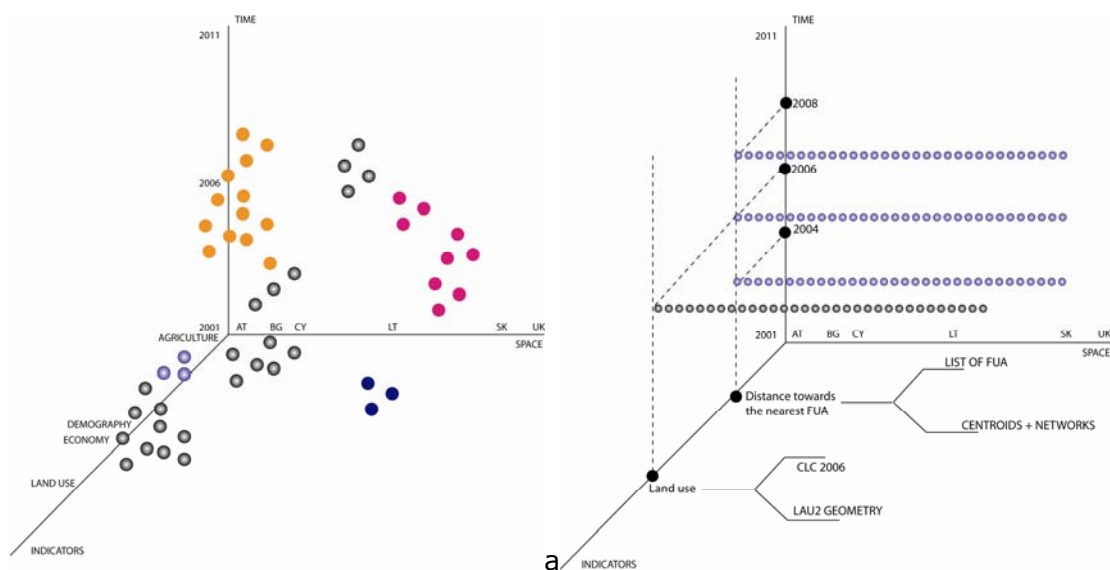 TIME
2011
2006
2001
AT BG CY LT SK UK
SPACE
AGRICULTURE
DEMOGRAPHY
ECONOMY
LAND USE
INDICATORS
a
TIME
2011
2008
2006
2004
2001
AT BG CY LT SK UK
SPACE
LIST OF FUA
Distance towards
the nearest FUA
CENTROIDS + NETWORKS
CLC 2006
Land use
LAU2 GEOMETRY
INDICATORS